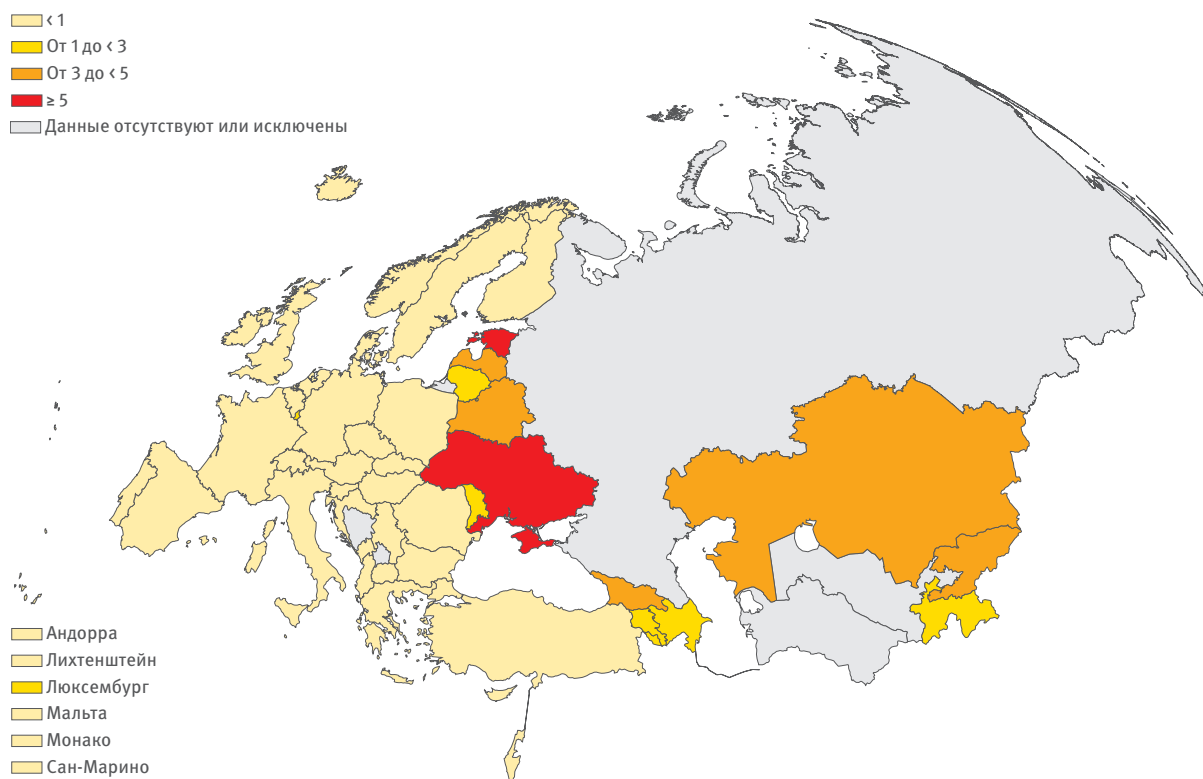 < 1
От 1 до < 3
От 3 до < 5
≥ 5
Данные отсутствуют или исключены
Андорра
Лихтенштейн
Люксембург
Мальта
Монако
Сан-Марино